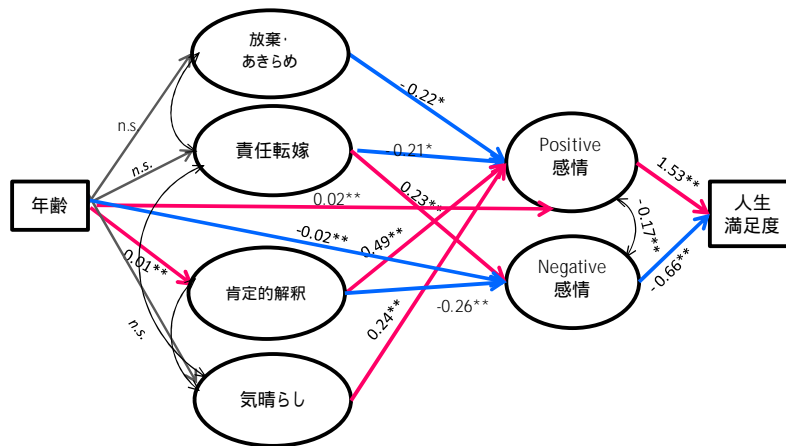 放棄・
あきらめ
- 0.22*
n.s.
責任転嫁
-0.21*
Positive
感情
1.53**
n.s.
年齢
0.02**
0.23**
人生
満足度
- 0.17**
-0.02**
0.49**
0.01**
肯定的解釈
Negative
感情
- 0.66**
-0.26**
n.s.
0.24**
気晴らし